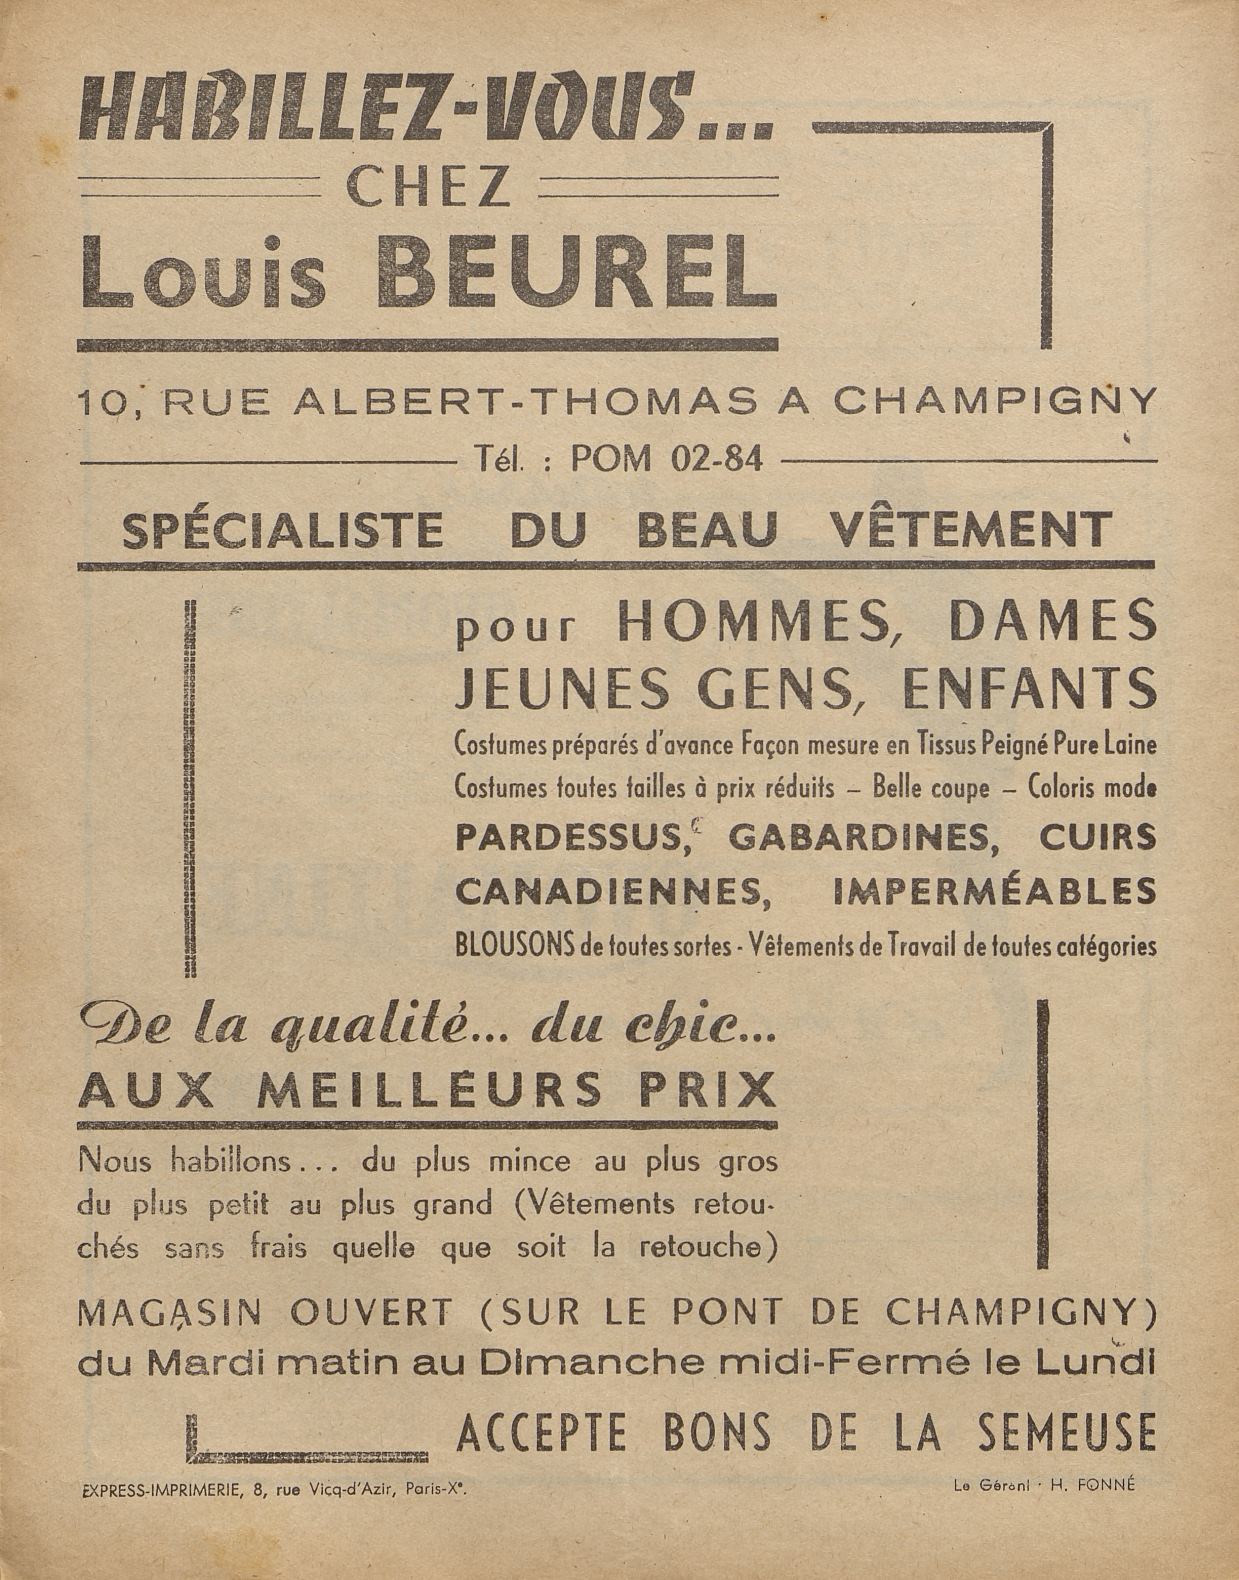 HABILLEZ-VOUS...
CHEZ
Louis BEUREL
10, RUE ALBERT-THOMAS A CHAMPIGNY
Tél. : POM 02-84
SPÉCIALISTE DU BEAU VÊTEMENT
pour HOMMES, DAMES
JEUNES GENS, ENFANTS
Costumes préparés d'avance Façon mesure en Tissus Peigné Pure Laine
Costumes toutes tailles à prix réduits – Belle coupe – Coloris mode
PARDESSUS, GABARDINES, CUIRS
CANADIENNES, IMPERMÉABLES
BLOUSONS de toutes sortes - Vêtements de Travail de toutes catégories
De la qualité... du chic...
AUX MEILLEURS PRIX
Nous habillons... du plus mince au plus gros
du plus petit au plus grand (Vêtements retou-
chés sans frais quelle que soit la retouche)
MAGASIN OUVERT (SUR LE PONT DE CHAMPIGNY)
du Mardi matin au Dimanche midi-Fermé le Lundi
ACCEPTE BONS DE LA SEMEUSE
EXPRESS-IMPRIMERIE, 8, rue Vicq-d'Azir, Paris-Xe.
Le Gérant · H. FONNÉ